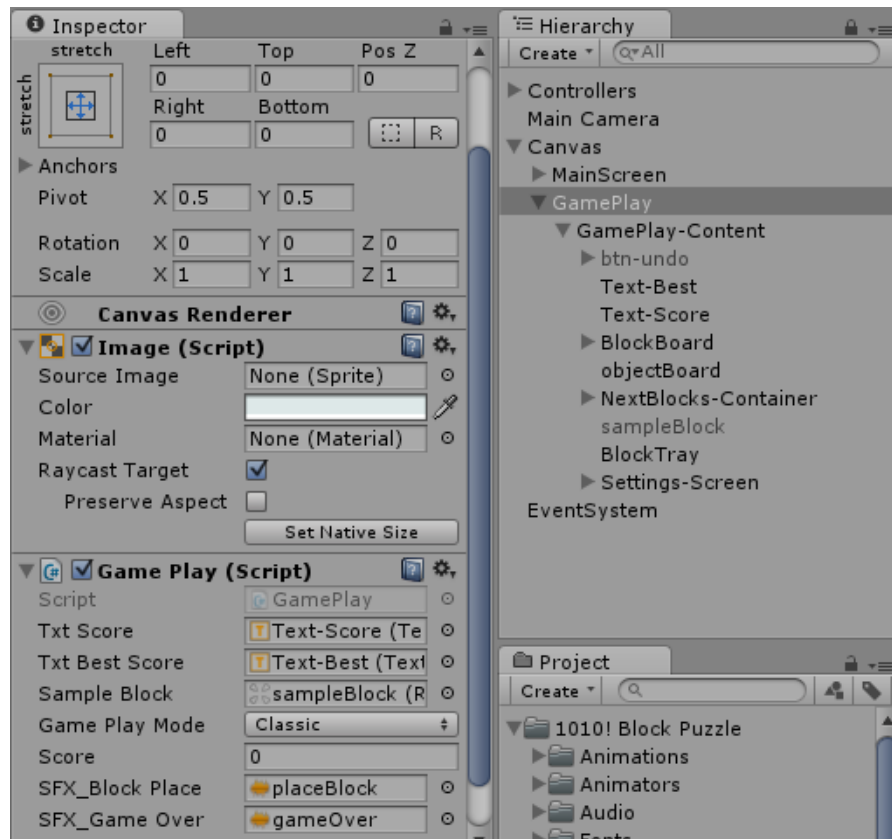 Inspector
stretch
Left Top Pos Z
stretch
0 0 0
Right Bottom
0 0 R
Anchors
Pivot X 0.5 Y 0.5
Rotation X 0 Y 0 Z 0
Scale X 1 Y 1 Z 1
Canvas Renderer
Image (Script)
Source Image None (Sprite)
Color
Material None (Material)
Raycast Target
Preserve Aspect
Set Native Size
Game Play (Script)
Script GamePlay
Txt Score Text-Score (Te
Txt Best Score Text-Best (Text
Sample Block sampleBlock (R
Game Play Mode Classic
Score 0
SFX_Block Place placeBlock
SFX_Game Over gameOver
Hierarchy
Create All
Controllers
Main Camera
Canvas
MainScreen
GamePlay
GamePlay-Content
btn-undo
Text-Best
Text-Score
BlockBoard
objectBoard
NextBlocks-Container
sampleBlock
BlockTray
Settings-Screen
EventSystem
Project
Create
1010! Block Puzzle
Animations
Animators
Audio
Fonts